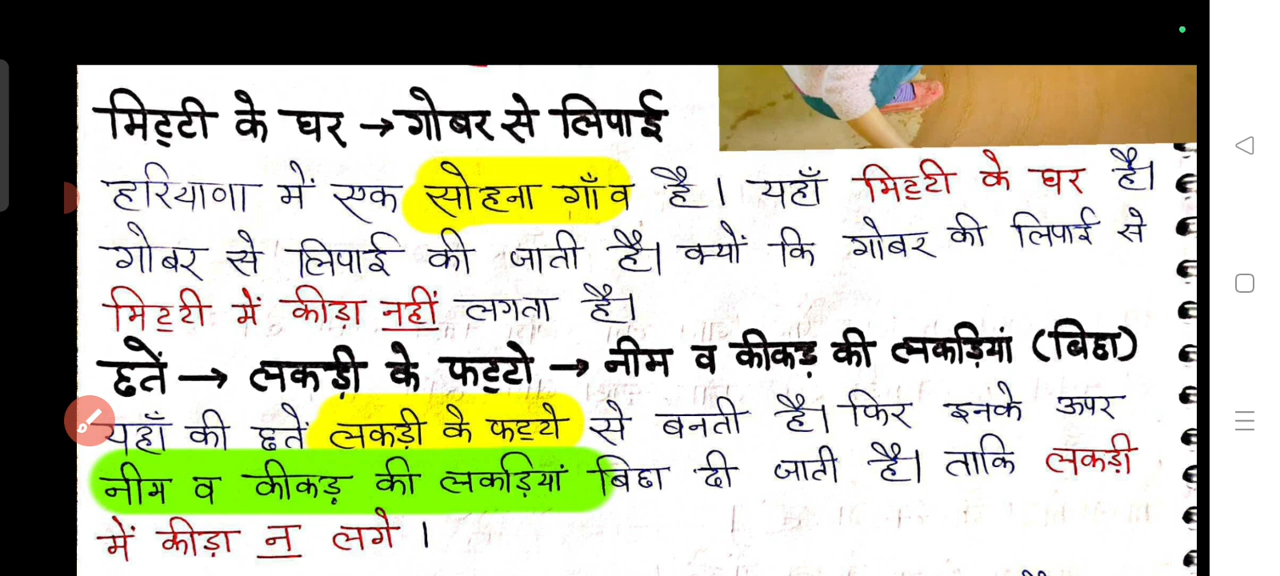 मिट्टी के घर → गोबर से लिपाई
हरियाणा में एक सोहना गाँव है। यहाँ मिट्टी के घर है।
गोबर से लिपाई की जाती है। क्यों कि गोबर की लिपाई से
मिट्टी में कीड़ा नहीं लगता है।
छतें → लकड़ी के फट्टो → नीम व कीकड़ की लकड़ियां (बिछा)
यहाँ की छतें लकड़ी के फट्टो से बनती है। फिर इनके ऊपर
नीम व कीकड़ की लकड़ियां बिछा दी जाती है। ताकि लकड़ी
में कीड़ा न लगे।